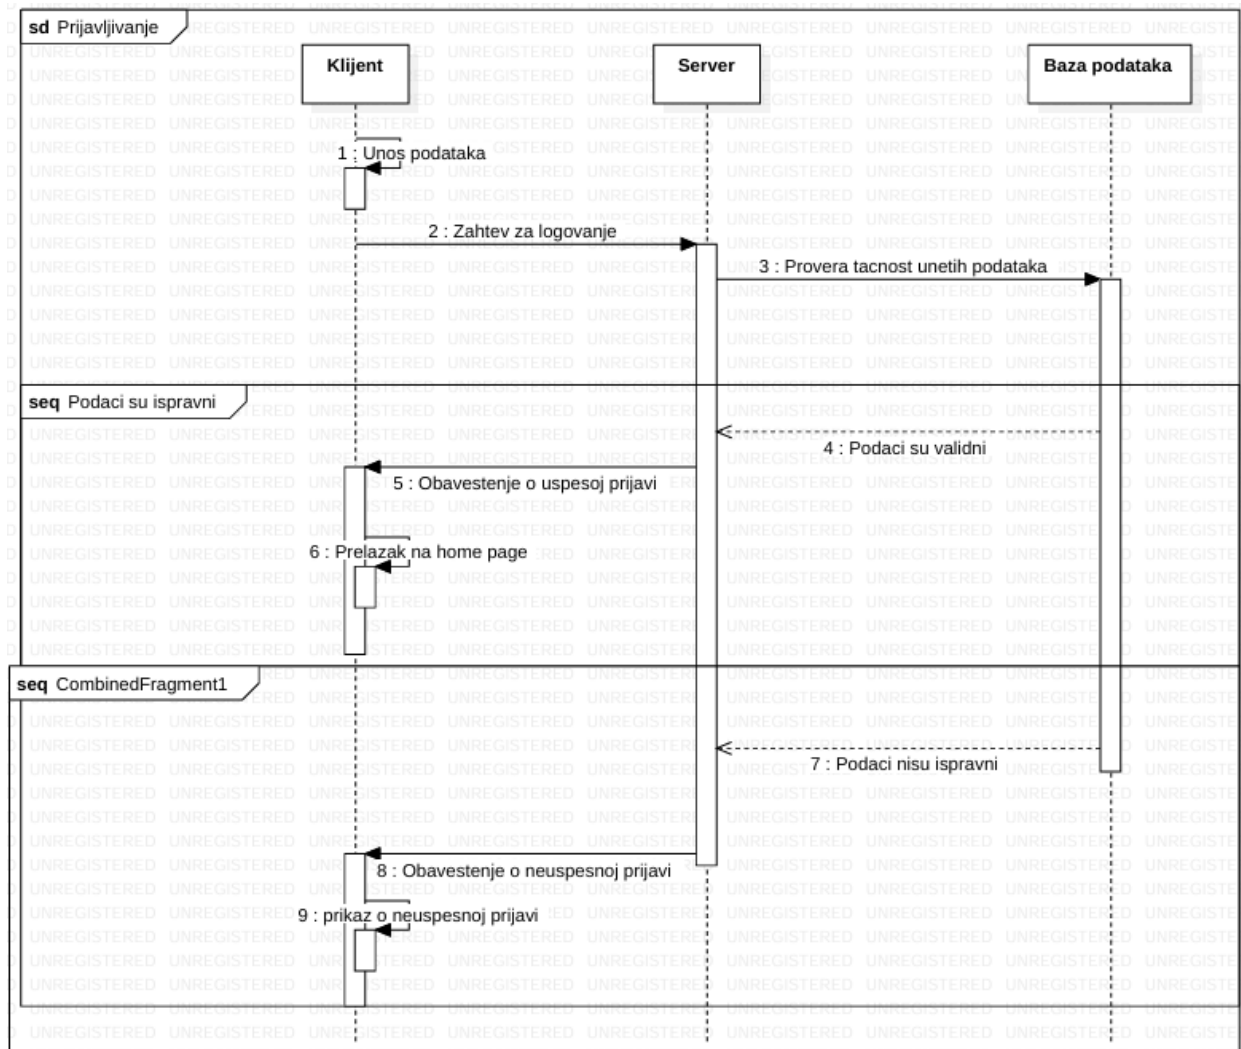 sd Prijavljivanje
Klijent
Server
Baza podataka
1 : Unos podataka
2 : Zahtev za logovanje
3 : Provera tacnost unetih podataka
seq Podaci su ispravni
4 : Podaci su validni
5 : Obavestenje o uspesoj prijavi
6 : Prelazak na home page
seq CombinedFragment1
7 : Podaci nisu ispravni
8 : Obavestenje o neuspesnoj prijavi
9 : prikaz o neuspesnoj prijavi
UNREGISTERED